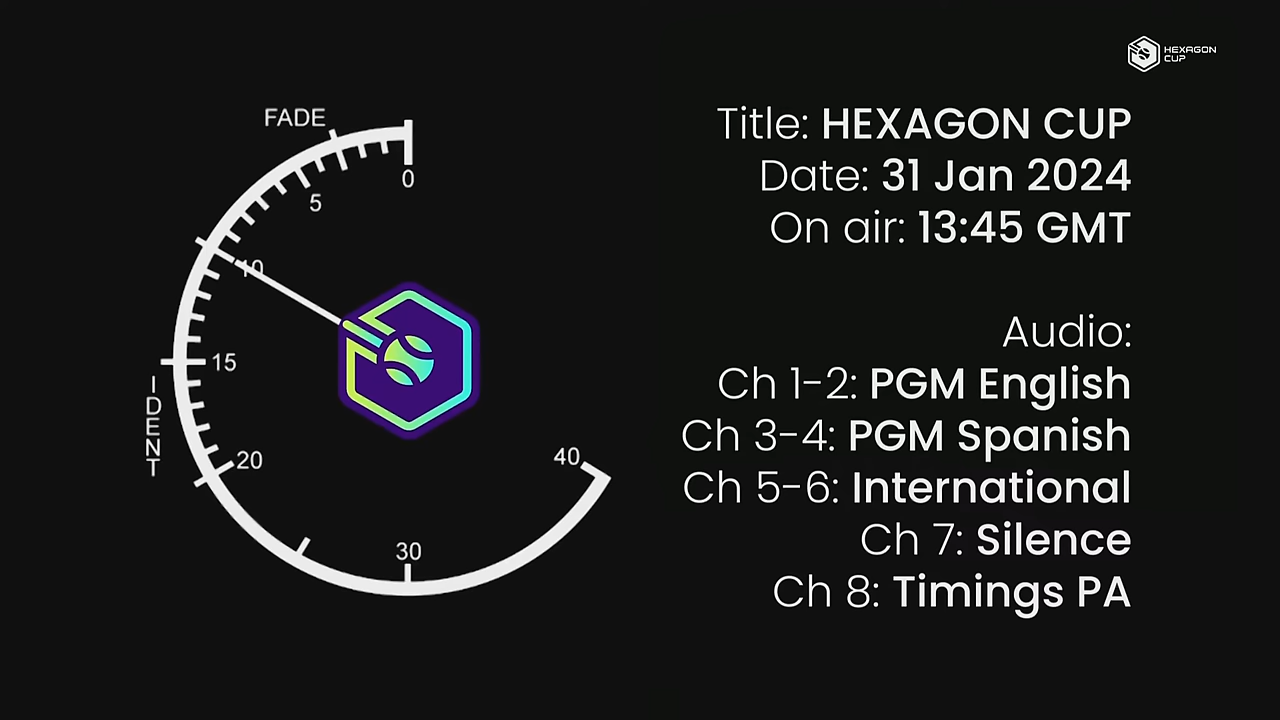 HEXAGON
CUP
Title: HEXAGON CUP
Date: 31 Jan 2024
On air: 13:45 GMT
Audio:
Ch 1-2: PGM English
Ch 3-4: PGM Spanish
Ch 5-6: International
Ch 7: Silence
Ch 8: Timings PA
FADE
0
5
10
15
IDENT
20
30
40